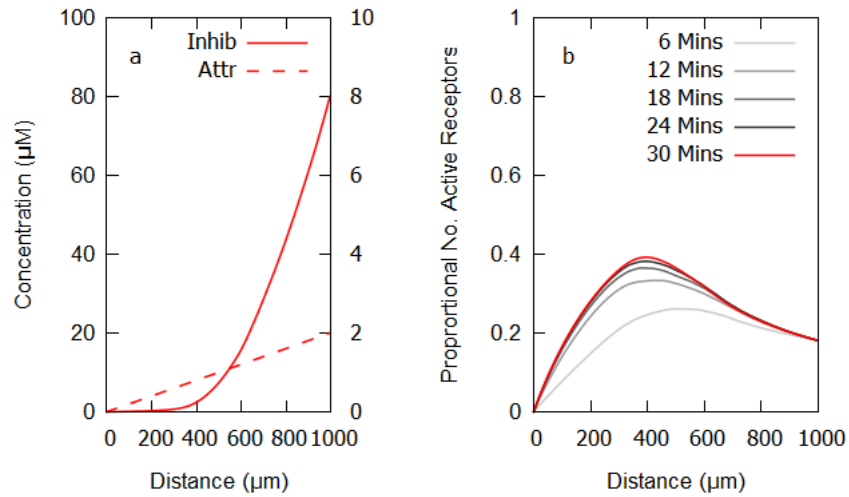 a
Inhib
Attr
Concentration (µM)
100
80
60
40
20
0
10
8
6
4
2
0
0 200 400 600 800 1000
Distance (µm)
b
6 Mins
12 Mins
18 Mins
24 Mins
30 Mins
Proprortional No. Active Receptors
1
0.8
0.6
0.4
0.2
0
0 200 400 600 800 1000
Distance (µm)